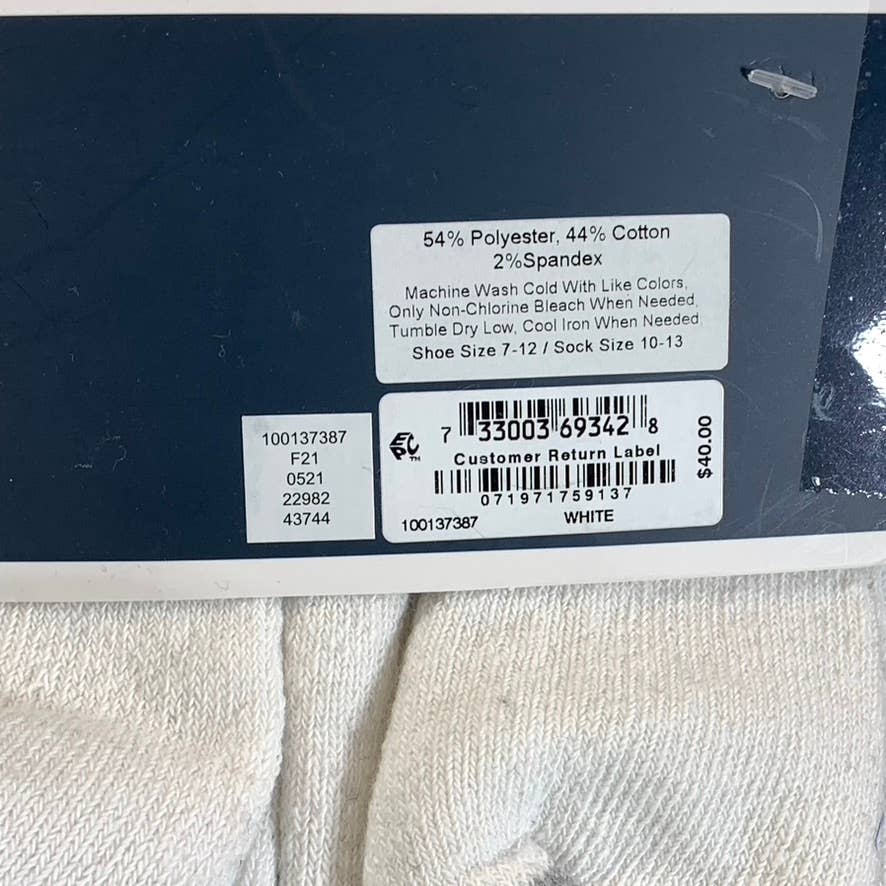 54% Polyester, 44% Cotton
2%Spandex
Machine Wash Cold With Like Colors,
Only Non-Chlorine Bleach When Needed,
Tumble Dry Low, Cool Iron When Needed
Shoe Size 7-12 / Sock Size 10-13
100137387
F21
0521
22982
43744
EPC TM
7 33003 69342 8
Customer Return Label
071971759137
100137387 WHITE
$40.00